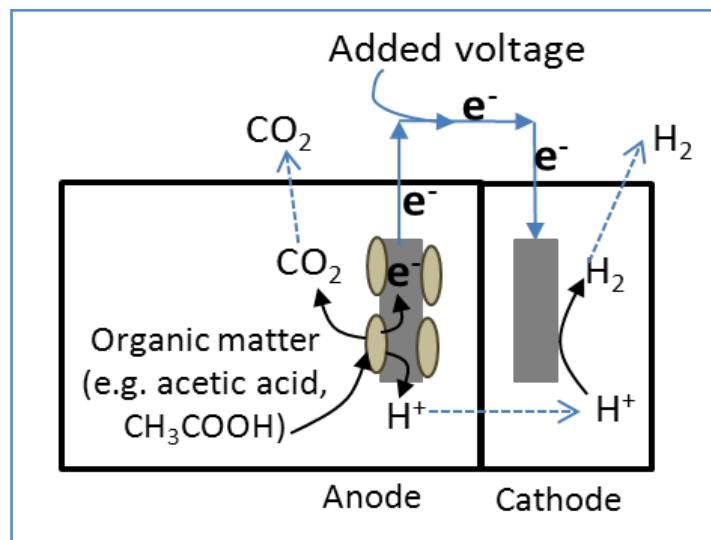 Added voltage
e⁻
CO₂
H₂
e⁻
e⁻
CO₂
e⁻
H₂
Organic matter
(e.g. acetic acid,
CH₃COOH)
H⁺
H⁺
Anode
Cathode